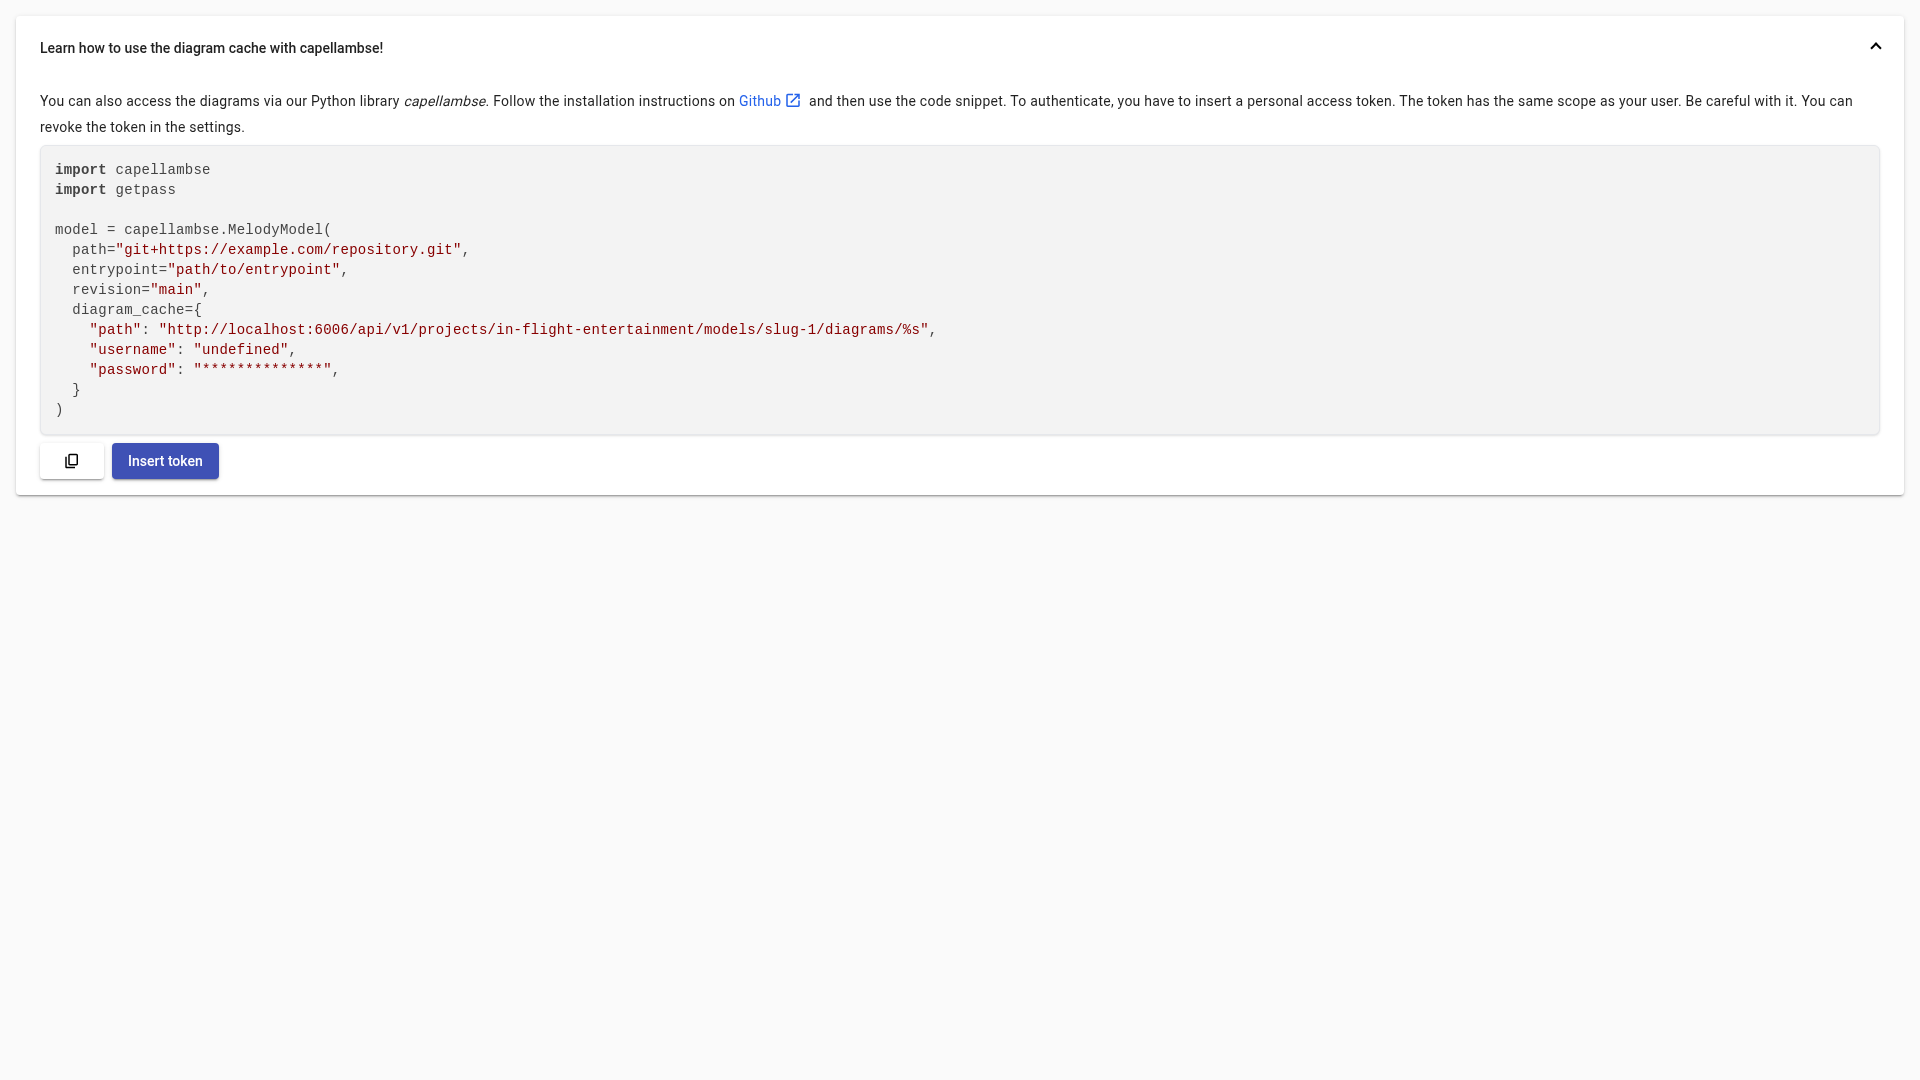 Learn how to use the diagram cache with capellambse!
You can also access the diagrams via our Python library capellambse. Follow the installation instructions on Github and then use the code snippet. To authenticate, you have to insert a personal access token. The token has the same scope as your user. Be careful with it. You can
revoke the token in the settings.
import capellambse
import getpass

model = capellambse.MelodyModel(
  path="git+https://example.com/repository.git",
  entrypoint="path/to/entrypoint",
  revision="main",
  diagram_cache={
    "path": "http://localhost:6006/api/v1/projects/in-flight-entertainment/models/slug-1/diagrams/%s",
    "username": "undefined",
    "password": "**************",
  }
)
Insert token